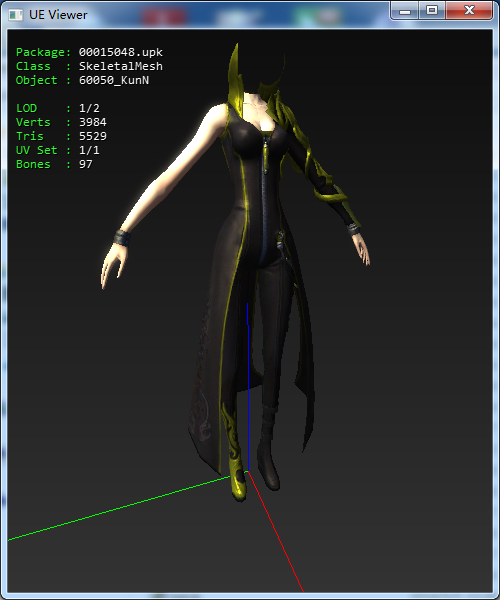 UE Viewer
Package: 00015048.upk
Class  : SkeletalMesh
Object : 60050_KunN
LOD    : 1/2
Verts  : 3984
Tris   : 5529
UV Set : 1/1
Bones  : 97